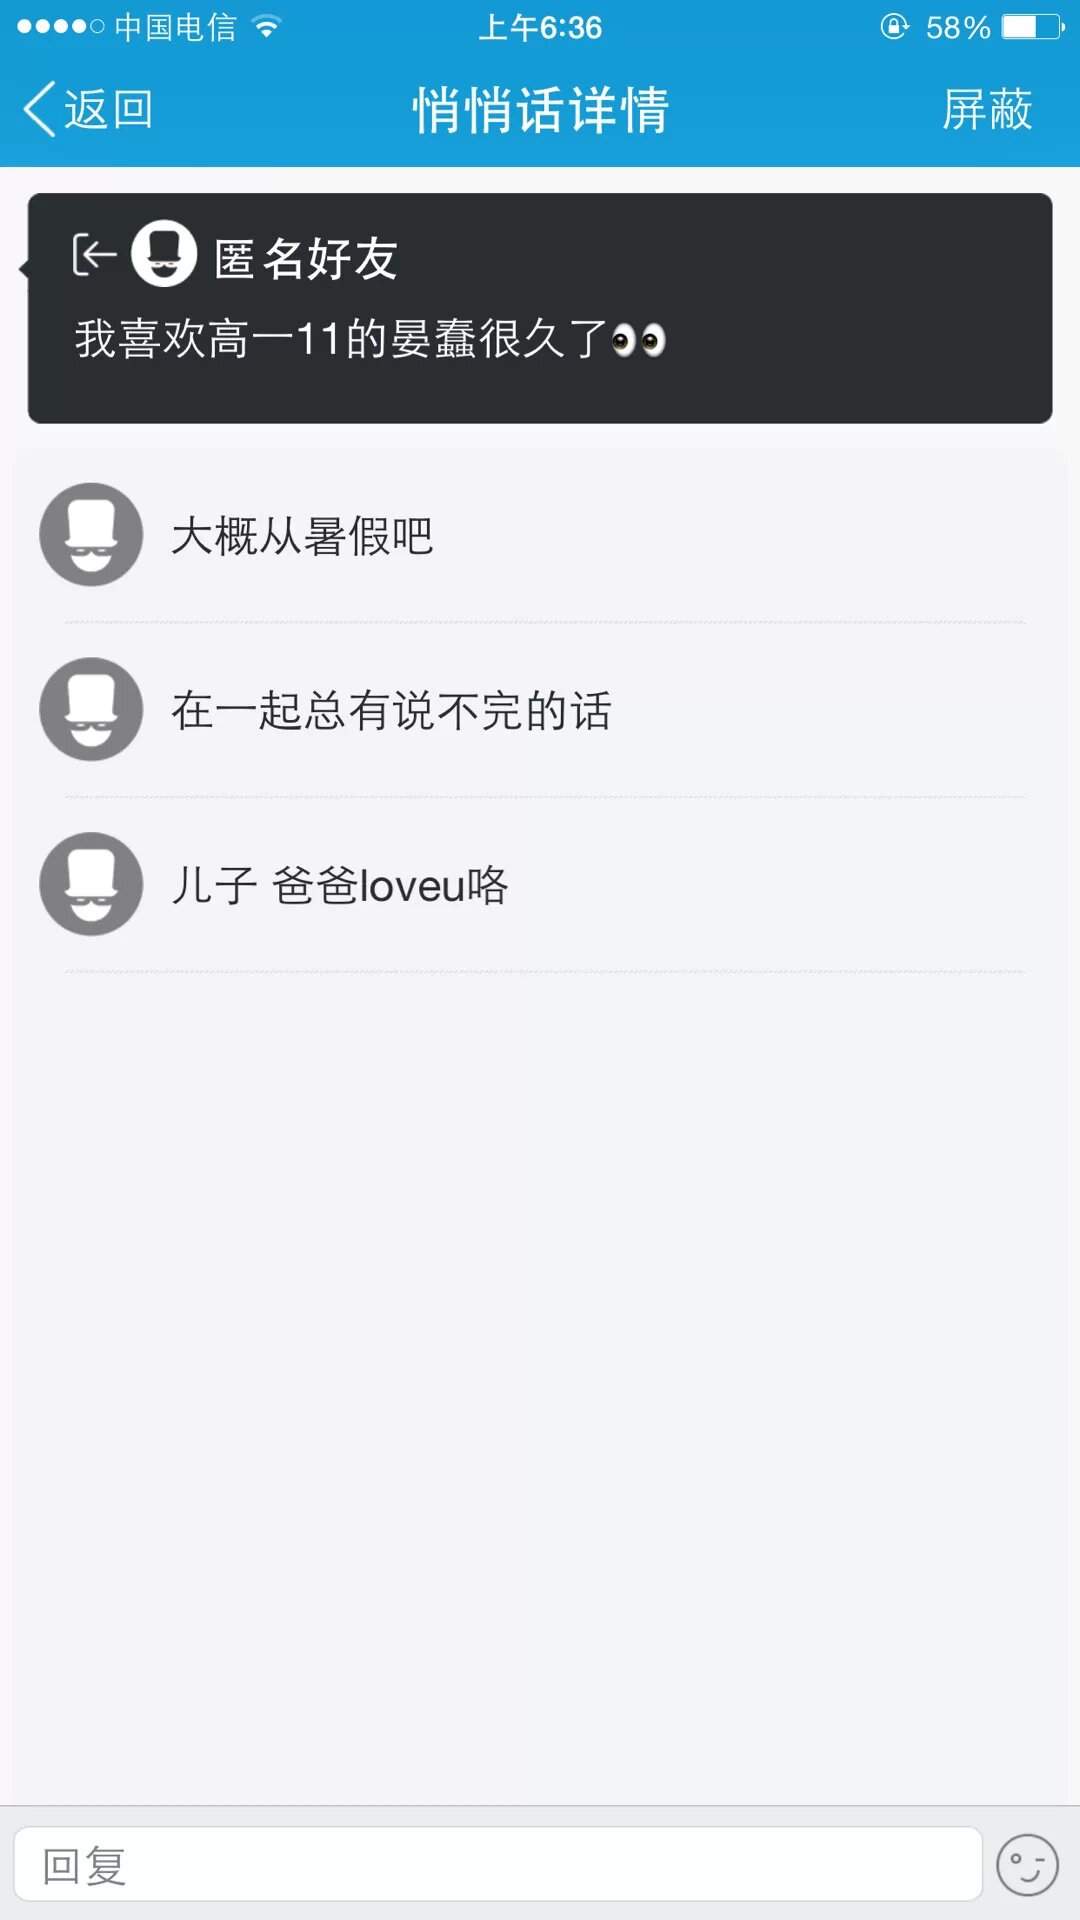 中国电信 上午6:36 58%
返回 悄悄话详情 屏蔽
匿名好友
我喜欢高一11的晏蠢很久了👀
大概从暑假吧
在一起总有说不完的话
儿子 爸爸loveu咯
回复